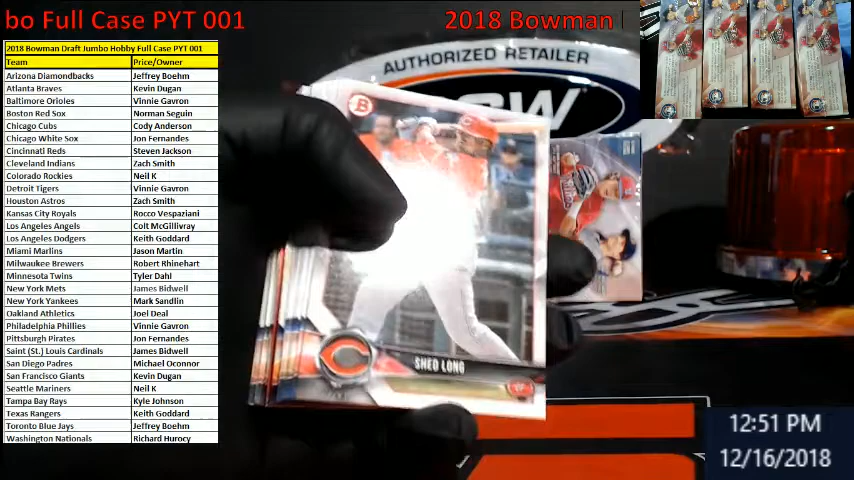 bo Full Case PYT 001
2018 Bowman
2018 Bowman Draft Jumbo Hobby Full Case PYT 001
Team Price/Owner
Arizona Diamondbacks Jeffrey Boehm
Atlanta Braves Kevin Dugan
Baltimore Orioles Vinnie Gavron
Boston Red Sox Norman Seguin
Chicago Cubs Cody Anderson
Chicago White Sox Jon Fernandes
Cincinnati Reds Steven Jackson
Cleveland Indians Zach Smith
Colorado Rockies Neil K
Detroit Tigers Vinnie Gavron
Houston Astros Zach Smith
Kansas City Royals Rocco Vespaziani
Los Angeles Angels Colt McGillivray
Los Angeles Dodgers Keith Goddard
Miami Marlins Jason Martin
Milwaukee Brewers Robert Rhinehart
Minnesota Twins Tyler Dahl
New York Mets James Bidwell
New York Yankees Mark Sandlin
Oakland Athletics Joel Deal
Philadelphia Phillies Vinnie Gavron
Pittsburgh Pirates Jon Fernandes
Saint (St.) Louis Cardinals James Bidwell
San Diego Padres Michael Oconnor
San Francisco Giants Kevin Dugan
Seattle Mariners Neil K
Tampa Bay Rays Kyle Johnson
Texas Rangers Keith Goddard
Toronto Blue Jays Jeffrey Boehm
Washington Nationals Richard Hurocy
AUTHORIZED RETAILER
B
SHED LONG
12:51 PM
12/16/2018